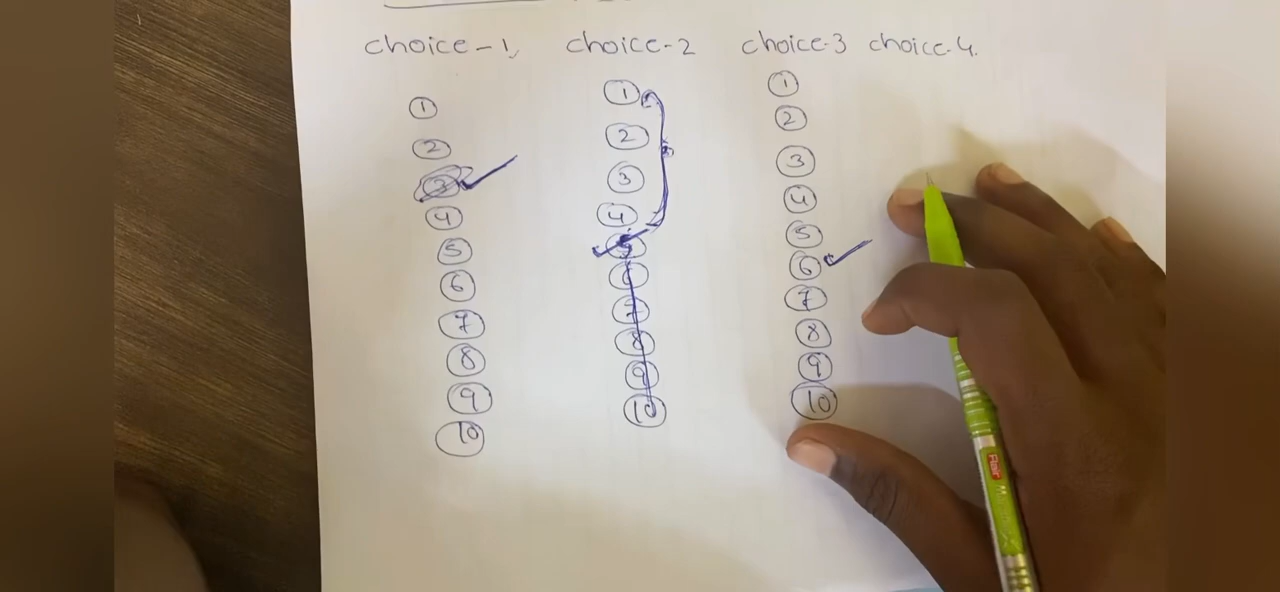 choice-1, choice-2 choice-3 choice-4.
1 1 1
2 2 2
3 3 3
4 4 4
5 5 5
6 6 6
7 7 7
8 8 8
9 9 9
10 10 10
Flair